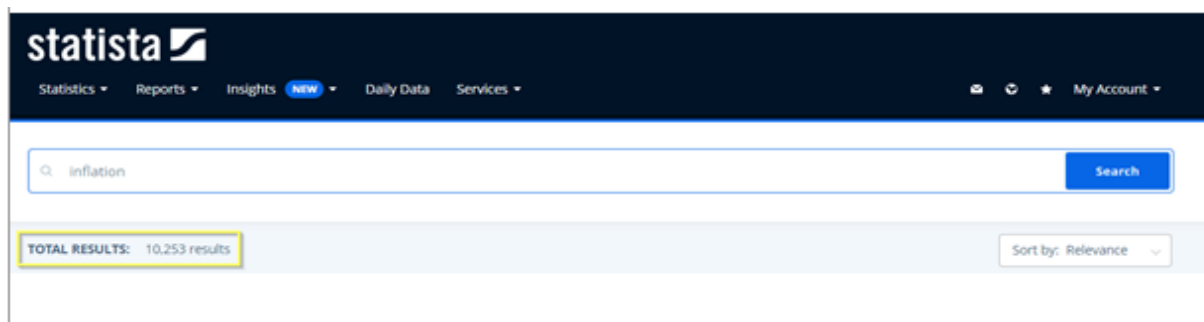 statista
Statistics Reports Insights NEW Daily Data Services My Account
inflation Search
TOTAL RESULTS: 10,253 results Sort by: Relevance